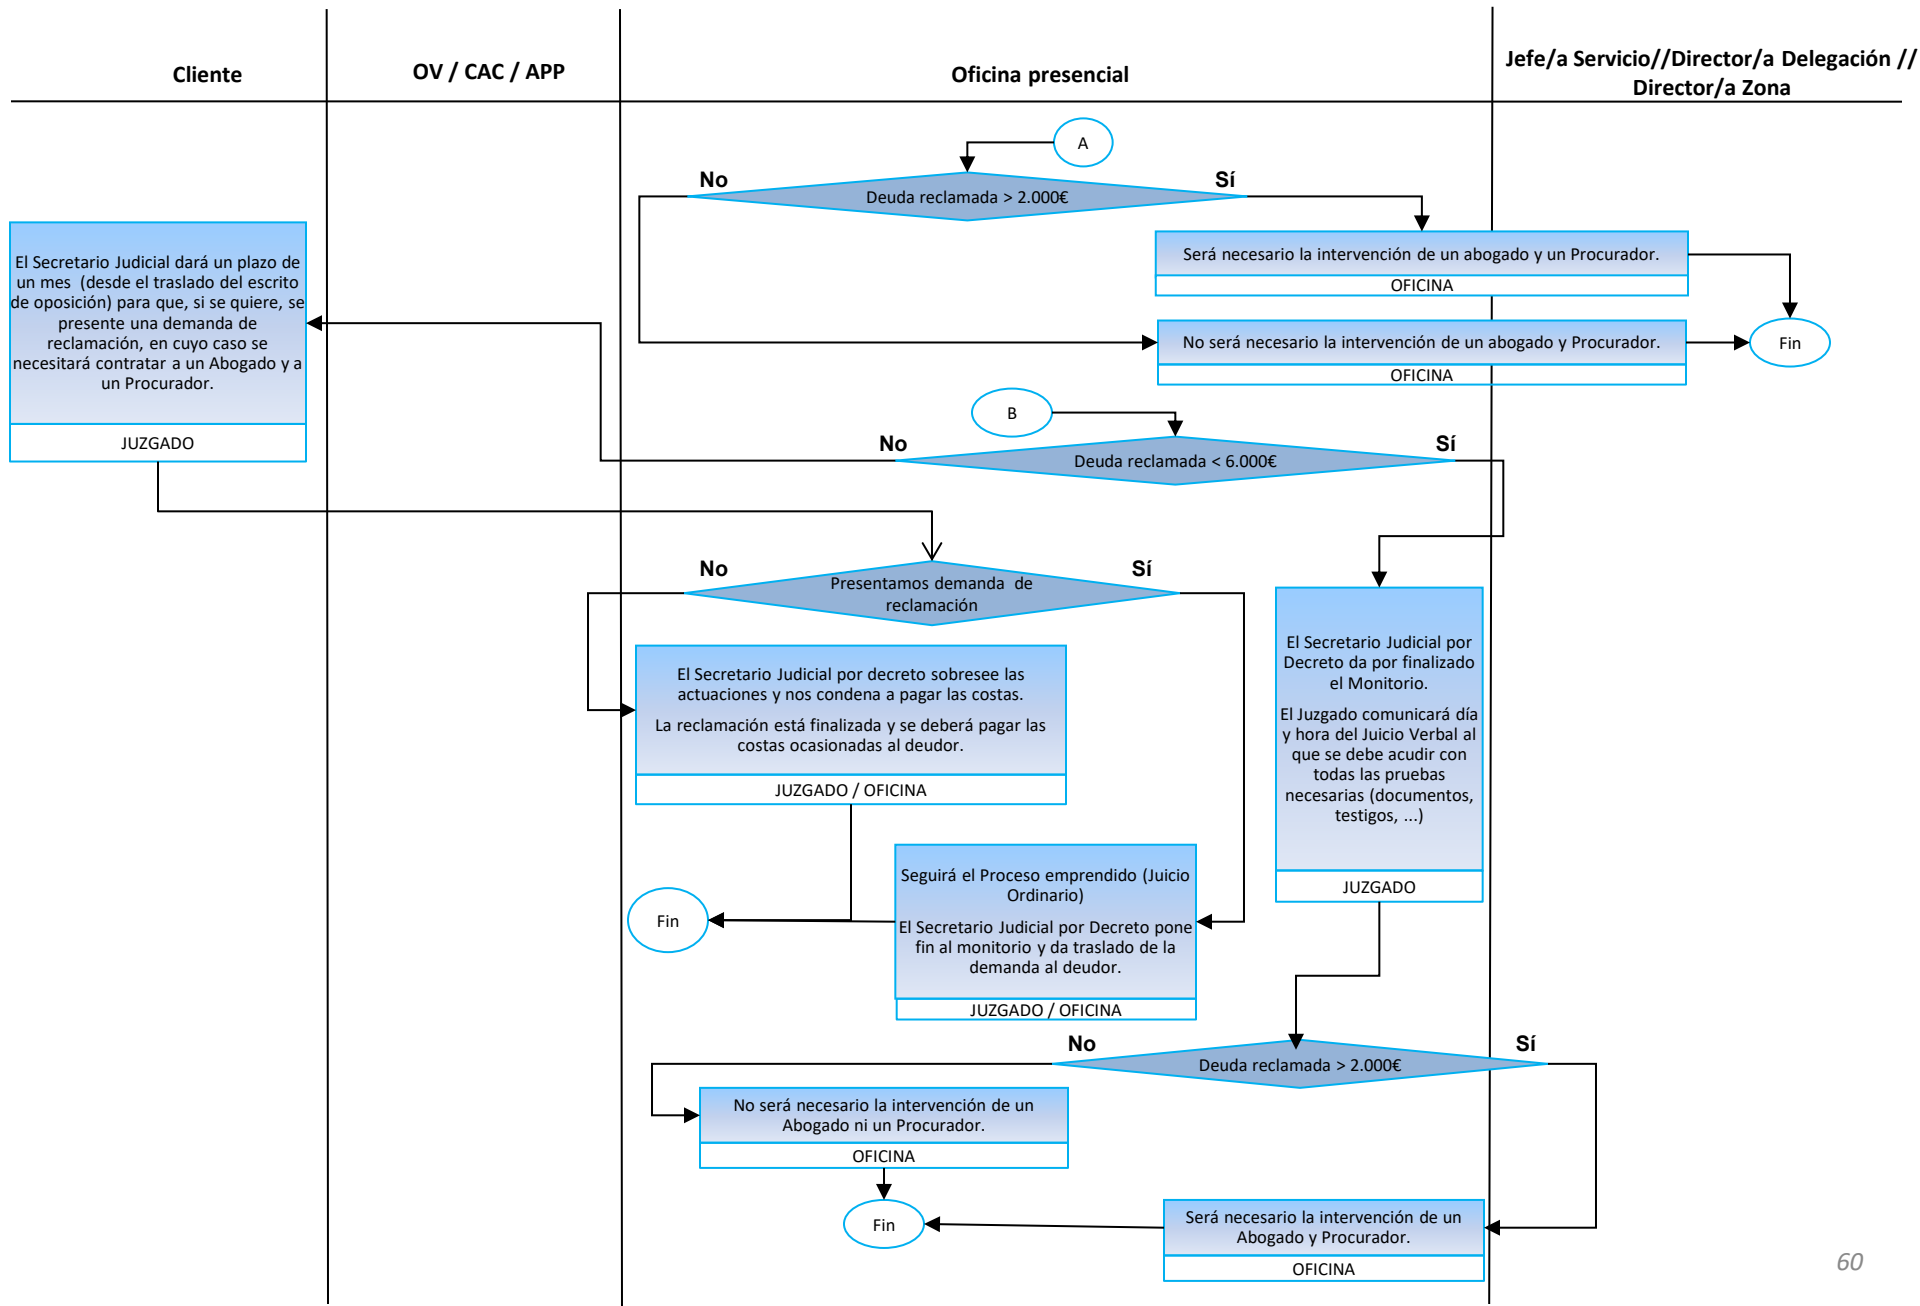 Cliente
OV / CAC / APP
Oficina presencial
Jefe/a Servicio//Director/a Delegación //
Director/a Zona
A
No
Sí
Deuda reclamada > 2.000€
Será necesario la intervención de un abogado y un Procurador.
OFICINA
No será necesario la intervención de un abogado y Procurador.
OFICINA
Fin
El Secretario Judicial dará un plazo de
un mes (desde el traslado del escrito
de oposición) para que, si se quiere, se
presente una demanda de
reclamación, en cuyo caso se
necesitará contratar a un Abogado y a
un Procurador.
JUZGADO
B
No
Sí
Deuda reclamada < 6.000€
No
Sí
Presentamos demanda de
reclamación
El Secretario Judicial por decreto sobresee las
actuaciones y nos condena a pagar las costas.
La reclamación está finalizada y se deberá pagar las
costas ocasionadas al deudor.
JUZGADO / OFICINA
El Secretario Judicial por
Decreto da por finalizado
el Monitorio.
El Juzgado comunicará día
y hora del Juicio Verbal al
que se debe acudir con
todas las pruebas
necesarias (documentos,
testigos, ...)
JUZGADO
Seguirá el Proceso emprendido (Juicio
Ordinario)
El Secretario Judicial por Decreto pone
fin al monitorio y da traslado de la
demanda al deudor.
JUZGADO / OFICINA
Fin
No
Sí
Deuda reclamada > 2.000€
No será necesario la intervención de un
Abogado ni un Procurador.
OFICINA
Fin
Será necesario la intervención de un
Abogado y Procurador.
OFICINA
60